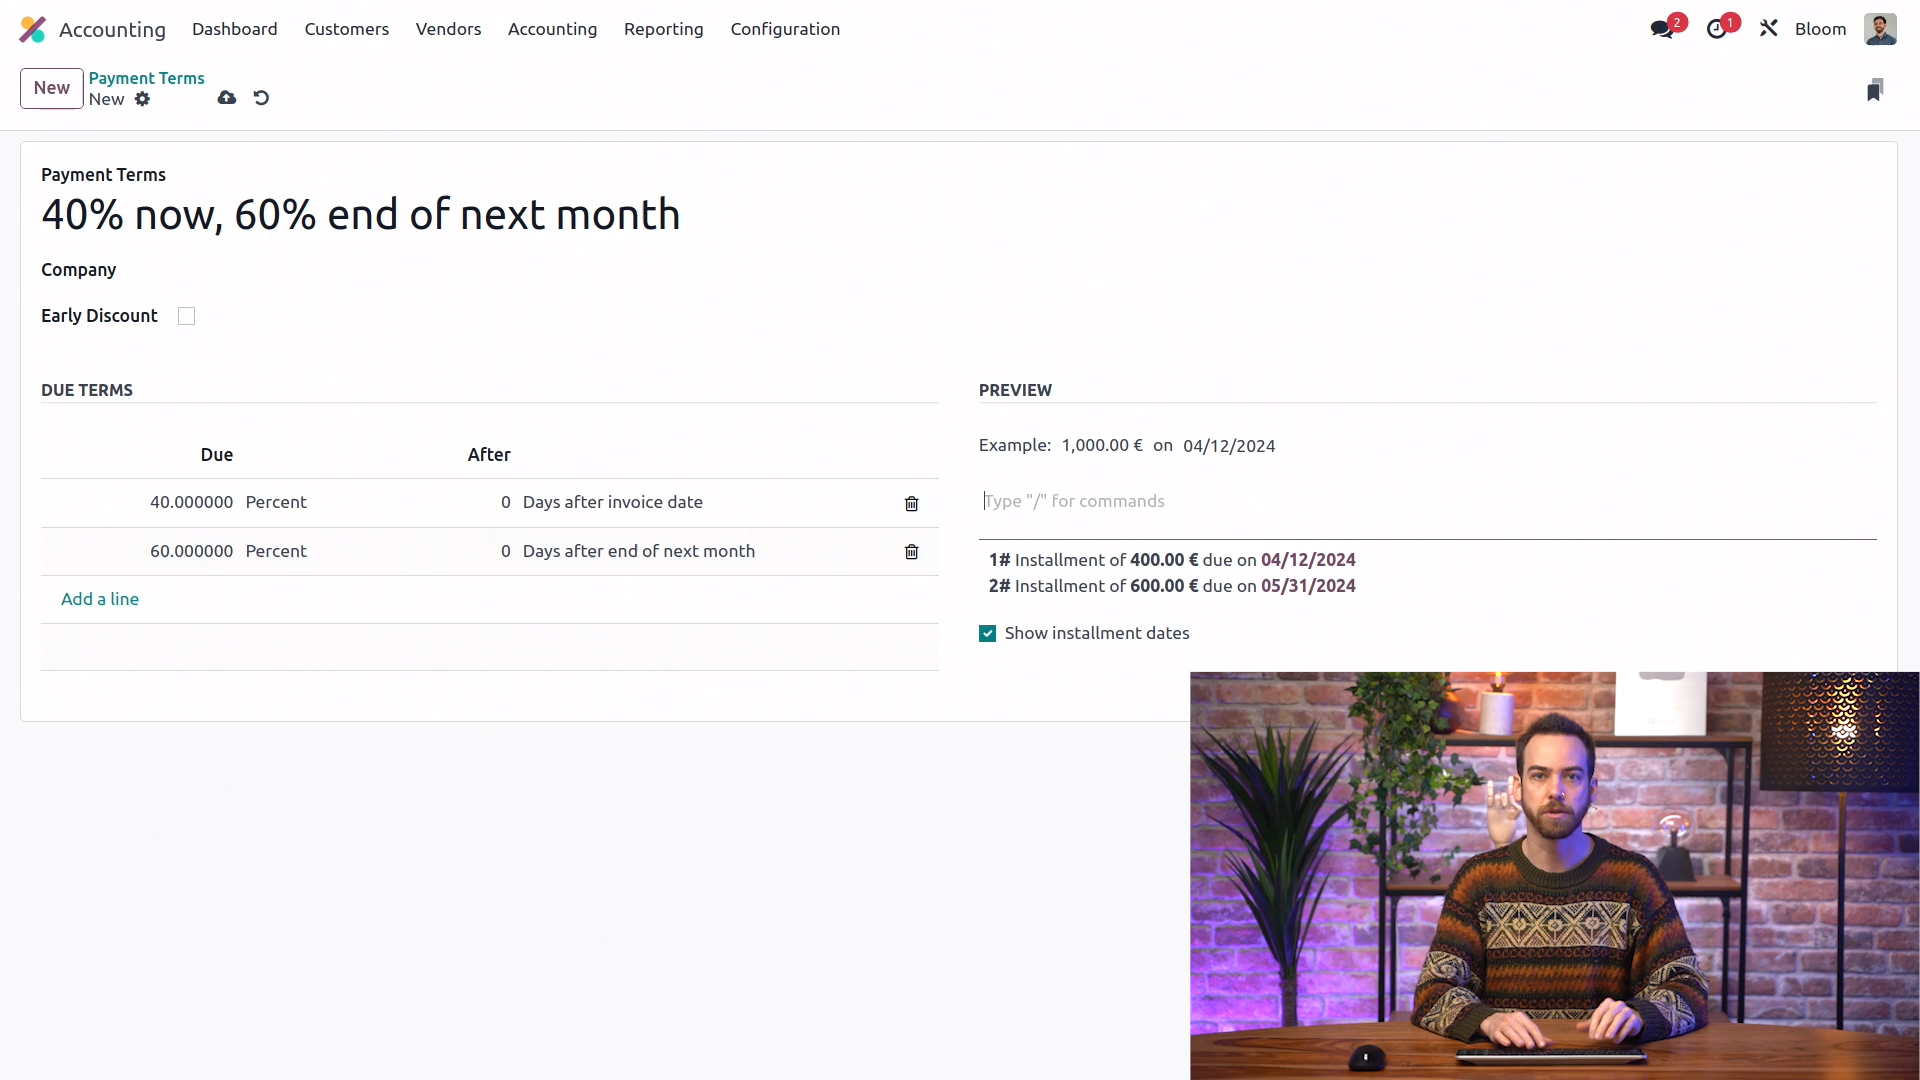 Accounting
Dashboard
Customers
Vendors
Accounting
Reporting
Configuration
2
1
Bloom
New
Payment Terms
New
Payment Terms
40% now, 60% end of next month
Company
Early Discount
DUE TERMS
Due After
40.000000 Percent 0 Days after invoice date
60.000000 Percent 0 Days after end of next month
Add a line
PREVIEW
Example: 1,000.00 € on 04/12/2024
Type "/" for commands
1# Installment of 400.00 € due on 04/12/2024
2# Installment of 600.00 € due on 05/31/2024
Show installment dates